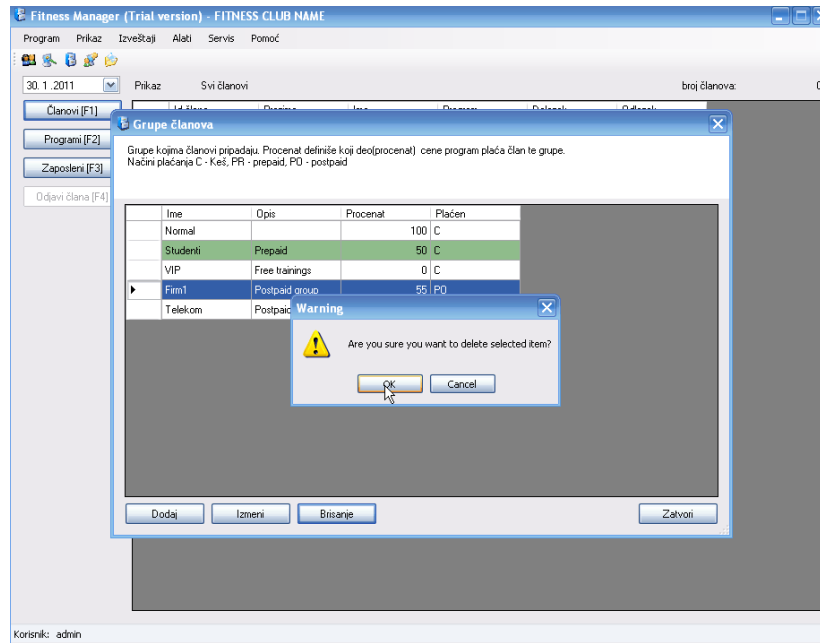 Fitness Manager (Trial version) - FITNESS CLUB NAME
Program Prikaz Izveštaji Alati Servis Pomoć
30. 1 .2011 Prikaz Svi članovi broj članova:
Članovi [F1]
Programi [F2]
Zaposleni [F3]
Odjavi člana [F4]
Grupe članova
Grupe kojima članovi pripadaju. Procenat definiše koji deo(procenat) cene program plaća član te grupe.
Načini plaćanja C - Keš, PR - prepaid, PO - postpaid
Ime Opis Procenat Plaćen
Normal 100 C
Studenti Prepaid 50 C
VIP Free trainings 0 C
Firm1 Postpaid group 55 PO
Telekom
Warning
Are you sure you want to delete selected item?
OK Cancel
Dodaj Izmeni Brisanje Zatvori
Korisnik: admin